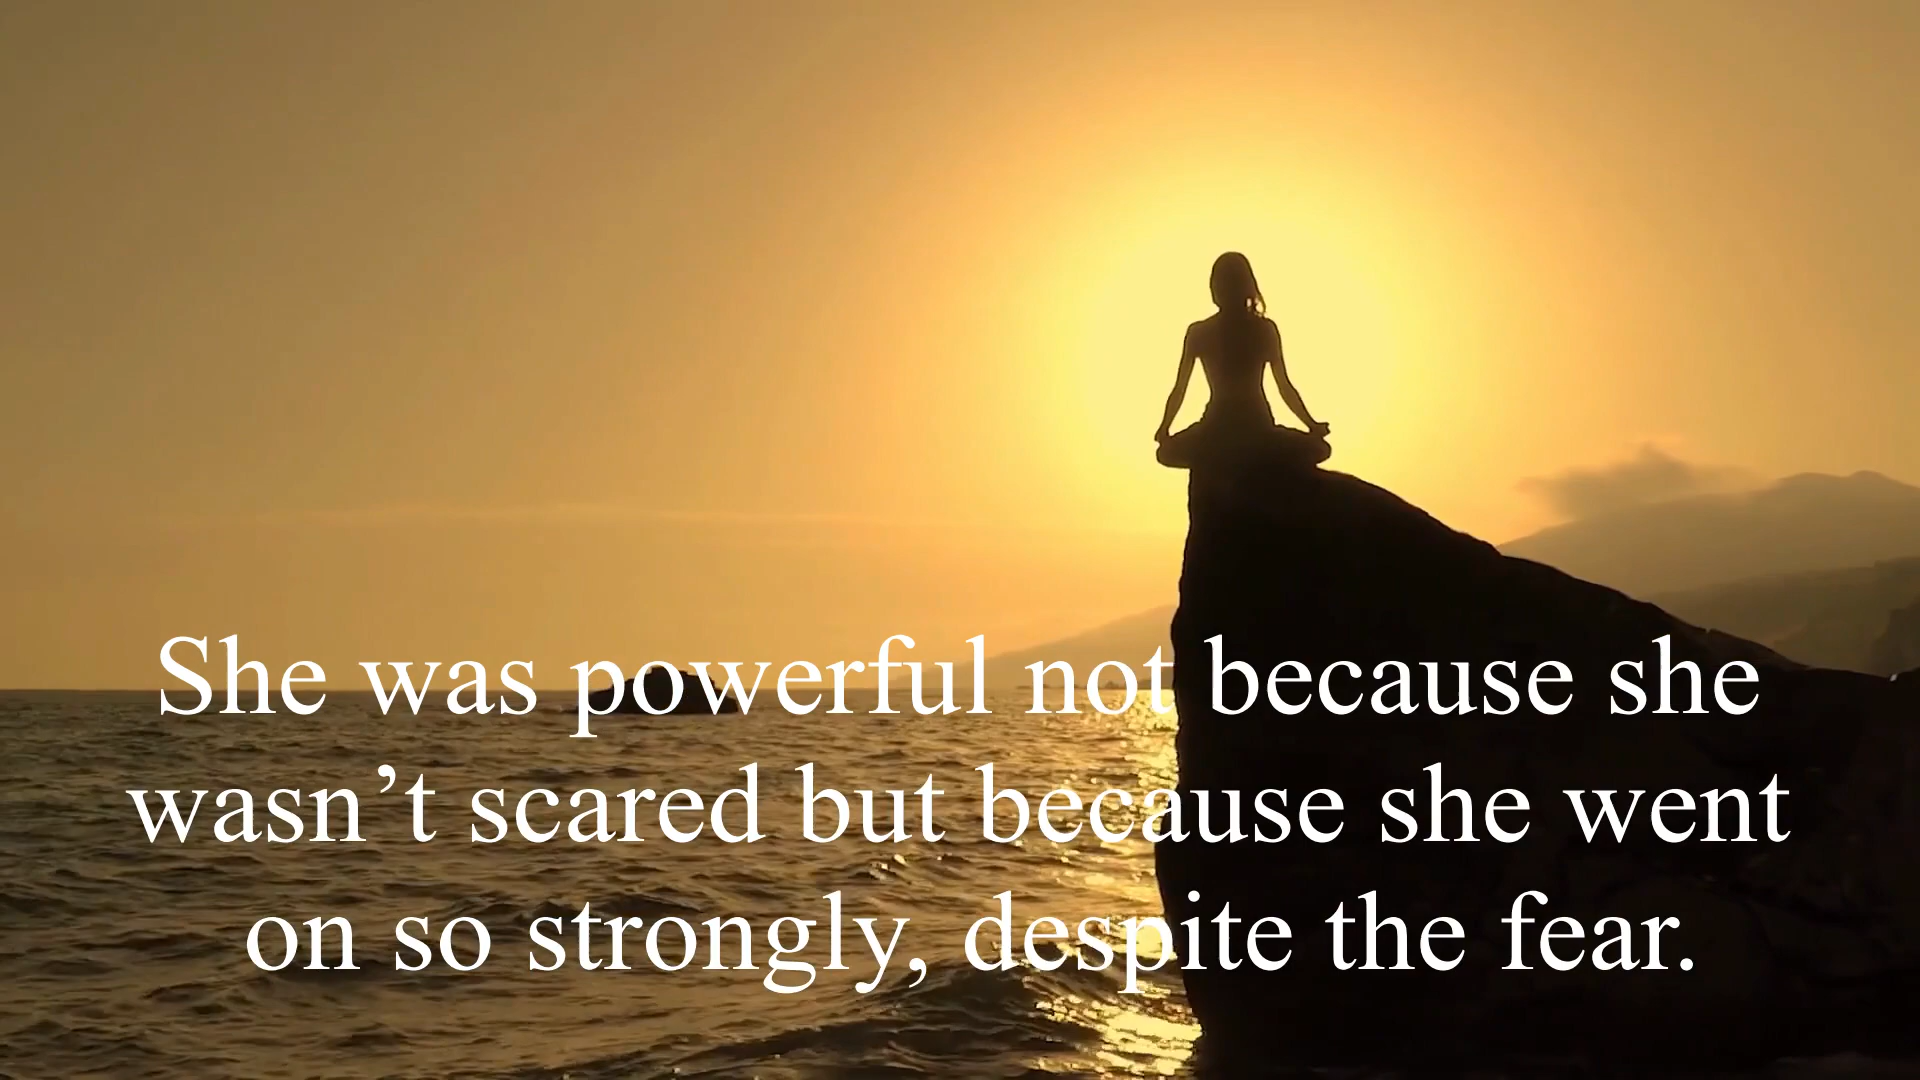 She was powerful not because she
wasn’t scared but because she went
on so strongly, despite the fear.